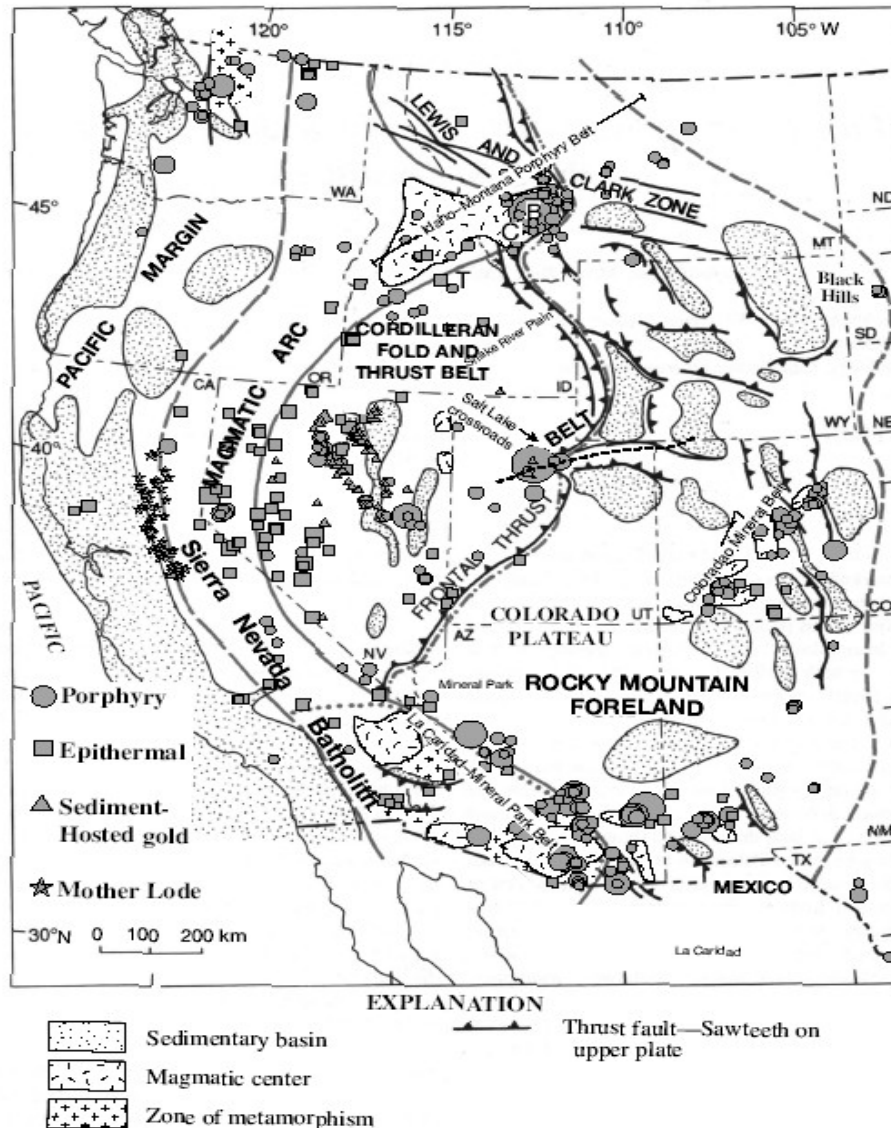 120°
115°
110°
105° W
45°
40°
30°N
LEWIS
AND
CLARK
ZONE
Idaho-Montana Porphyry Belt
WA
ND
MT
B
C
T
Black
Hills
SD
PACIFIC MARGIN
MAGMATIC ARC
CORDILLERAN
FOLD AND
THRUST BELT
Snake River Plain
CA
OR
ID
WY
NE
Salt Lake
crossroads
FRONTAL THRUST BELT
Colorado Mineral Belt
PACIFIC
Sierra Nevada Batholith
COLORADO
PLATEAU
UT
CO
AZ
NV
Mineral Park
ROCKY MOUNTAIN
FORELAND
La Caridad-Mineral Park Belt
CA
NM
TX
MEXICO
La Caridad
Porphyry
Epithermal
Sediment-
Hosted gold
Mother Lode
0 100 200 km
EXPLANATION
Sedimentary basin
Magmatic center
Zone of metamorphism
Thrust fault—Sawteeth on
upper plate